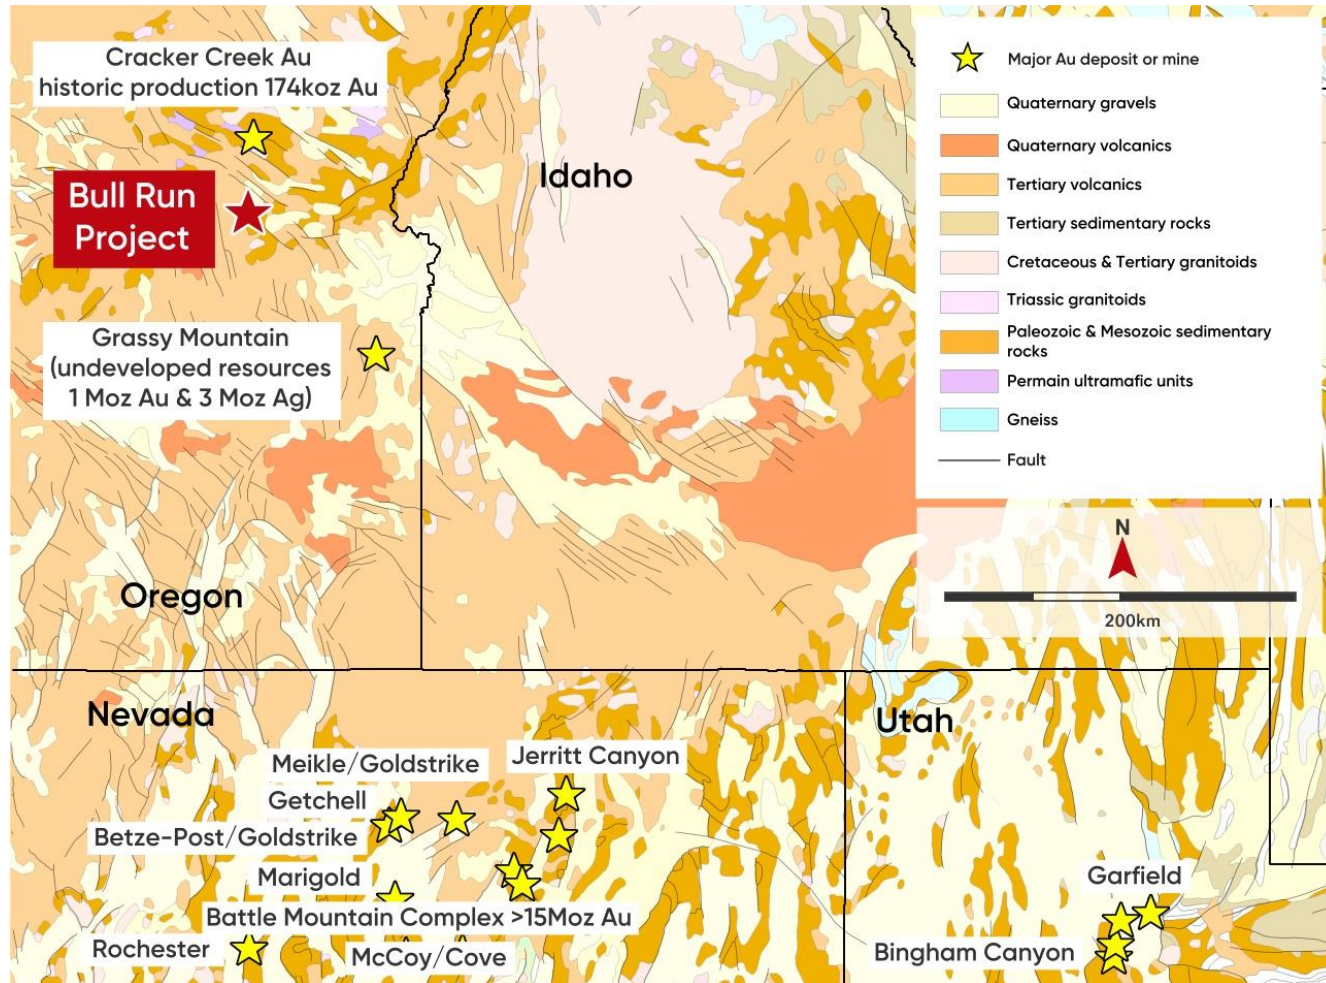 Cracker Creek Au
historic production 174koz Au
Bull Run
Project
Idaho
Grassy Mountain
(undeveloped resources
1 Moz Au & 3 Moz Ag)
Oregon
Nevada
Utah
Meikle/Goldstrike
Jerritt Canyon
Getchell
Betze-Post/Goldstrike
Marigold
Battle Mountain Complex >15Moz Au
Rochester
McCoy/Cove
Garfield
Bingham Canyon
Major Au deposit or mine
Quaternary gravels
Quaternary volcanics
Tertiary volcanics
Tertiary sedimentary rocks
Cretaceous & Tertiary granitoids
Triassic granitoids
Paleozoic & Mesozoic sedimentary
rocks
Permain ultramafic units
Gneiss
Fault
N
200km